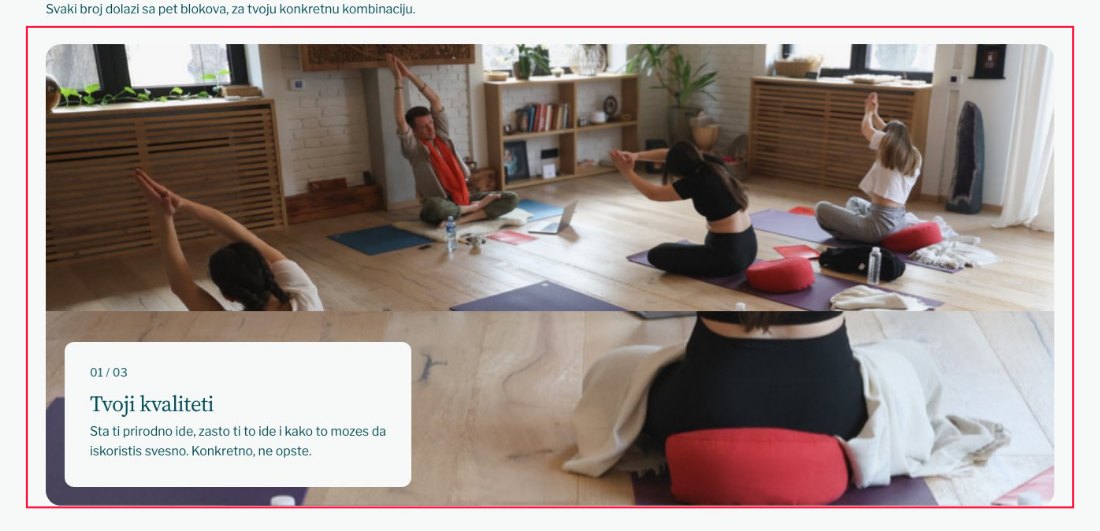 Svaki broj dolazi sa pet blokova, za tvoju konkretnu kombinaciju.
01 / 03
Tvoji kvaliteti
Sta ti prirodno ide, zasto ti to ide i kako to mozes da
iskoristis svesno. Konkretno, ne opste.